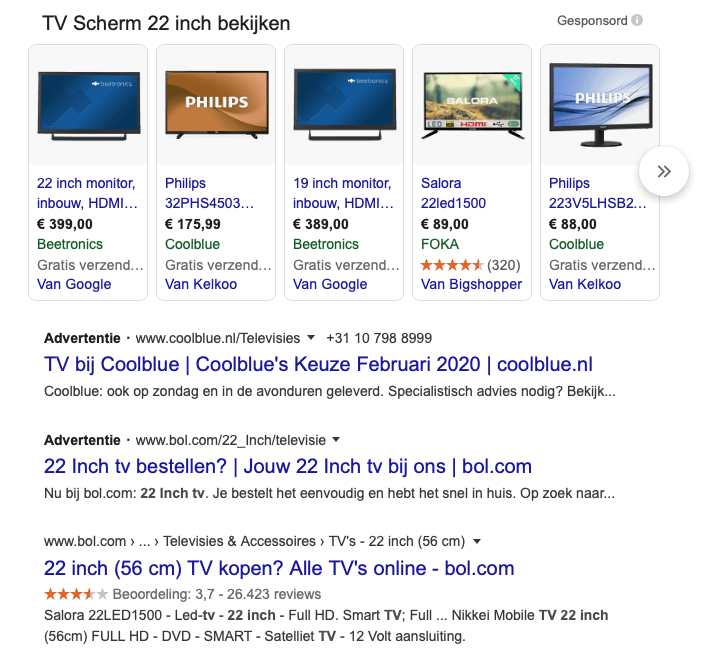 TV Scherm 22 inch bekijken
Gesponsord
beetronics
PHILIPS
beetronics
SALORA
LED
HDMI
PHILIPS
22 inch monitor,
inbouw, HDMI…
€ 399,00
Beetronics
Gratis verzend…
Van Google
Philips
32PHS4503…
€ 175,99
Coolblue
Gratis verzend…
Van Kelkoo
19 inch monitor,
inbouw, HDMI…
€ 389,00
Beetronics
Gratis verzend…
Van Google
Salora
22led1500
€ 89,00
FOKA
(320)
Van Bigshopper
Philips
223V5LHSB2…
€ 88,00
Coolblue
Gratis verzend…
Van Kelkoo
Advertentie · www.coolblue.nl/Televisies +31 10 798 8999
TV bij Coolblue | Coolblue's Keuze Februari 2020 | coolblue.nl
Coolblue: ook op zondag en in de avonduren geleverd. Specialistisch advies nodig? Bekijk...
Advertentie · www.bol.com/22_Inch/televisie
22 Inch tv bestellen? | Jouw 22 Inch tv bij ons | bol.com
Nu bij bol.com: 22 Inch tv. Je bestelt het eenvoudig en hebt het snel in huis. Op zoek naar...
www.bol.com › ... › Televisies & Accessoires › TV's - 22 inch (56 cm)
22 inch (56 cm) TV kopen? Alle TV's online - bol.com
Beoordeling: 3,7 - 26.423 reviews
Salora 22LED1500 - Led-tv - 22 inch - Full HD. Smart TV; Full ... Nikkei Mobile TV 22 inch
(56cm) FULL HD - DVD - SMART - Satelliet TV - 12 Volt aansluiting.